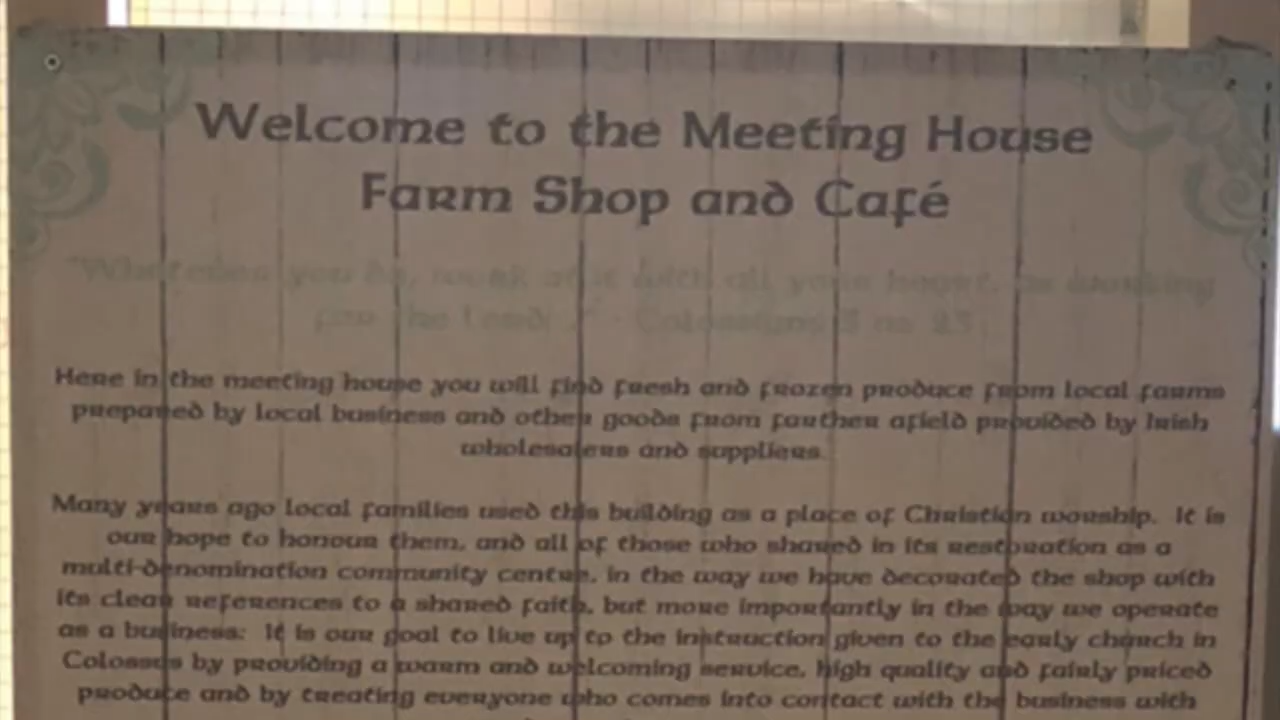 Welcome to the Meeting House
Farm Shop and Café
"Whatever you do, work at it with all your heart, as working
for the Lord . ." - Colossians 3 vs 23
Here in the meeting house you will find fresh and frozen produce from local farms
prepared by local business and other goods from farther afield provided by Irish
wholesalers and suppliers.
Many years ago local families used this building as a place of Christian worship. It is
our hope to honour them, and all of those who shared in its restoration as a
multi-denomination community centre, in the way we have decorated the shop with
its clear references to a shared faith, but more importantly in the way we operate
as a business: It is our goal to live up to the instruction given to the early church in
Colossus by providing a warm and welcoming service, high quality and fairly priced
produce and by treating everyone who comes into contact with the business with